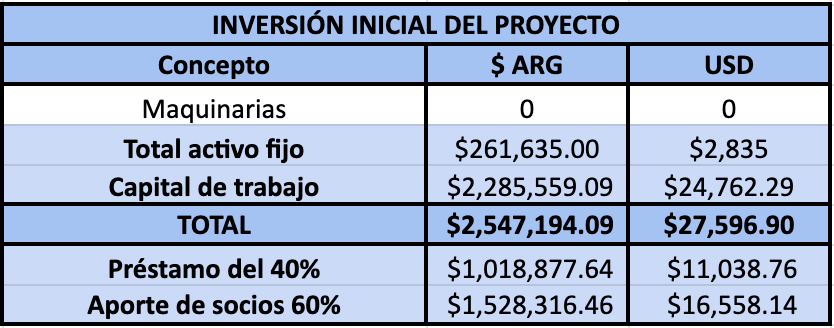 INVERSIÓN INICIAL DEL PROYECTO
Concepto $ ARG USD
Maquinarias 0 0
Total activo fijo $261,635.00 $2,835
Capital de trabajo $2,285,559.09 $24,762.29
TOTAL $2,547,194.09 $27,596.90
Préstamo del 40% $1,018,877.64 $11,038.76
Aporte de socios 60% $1,528,316.46 $16,558.14